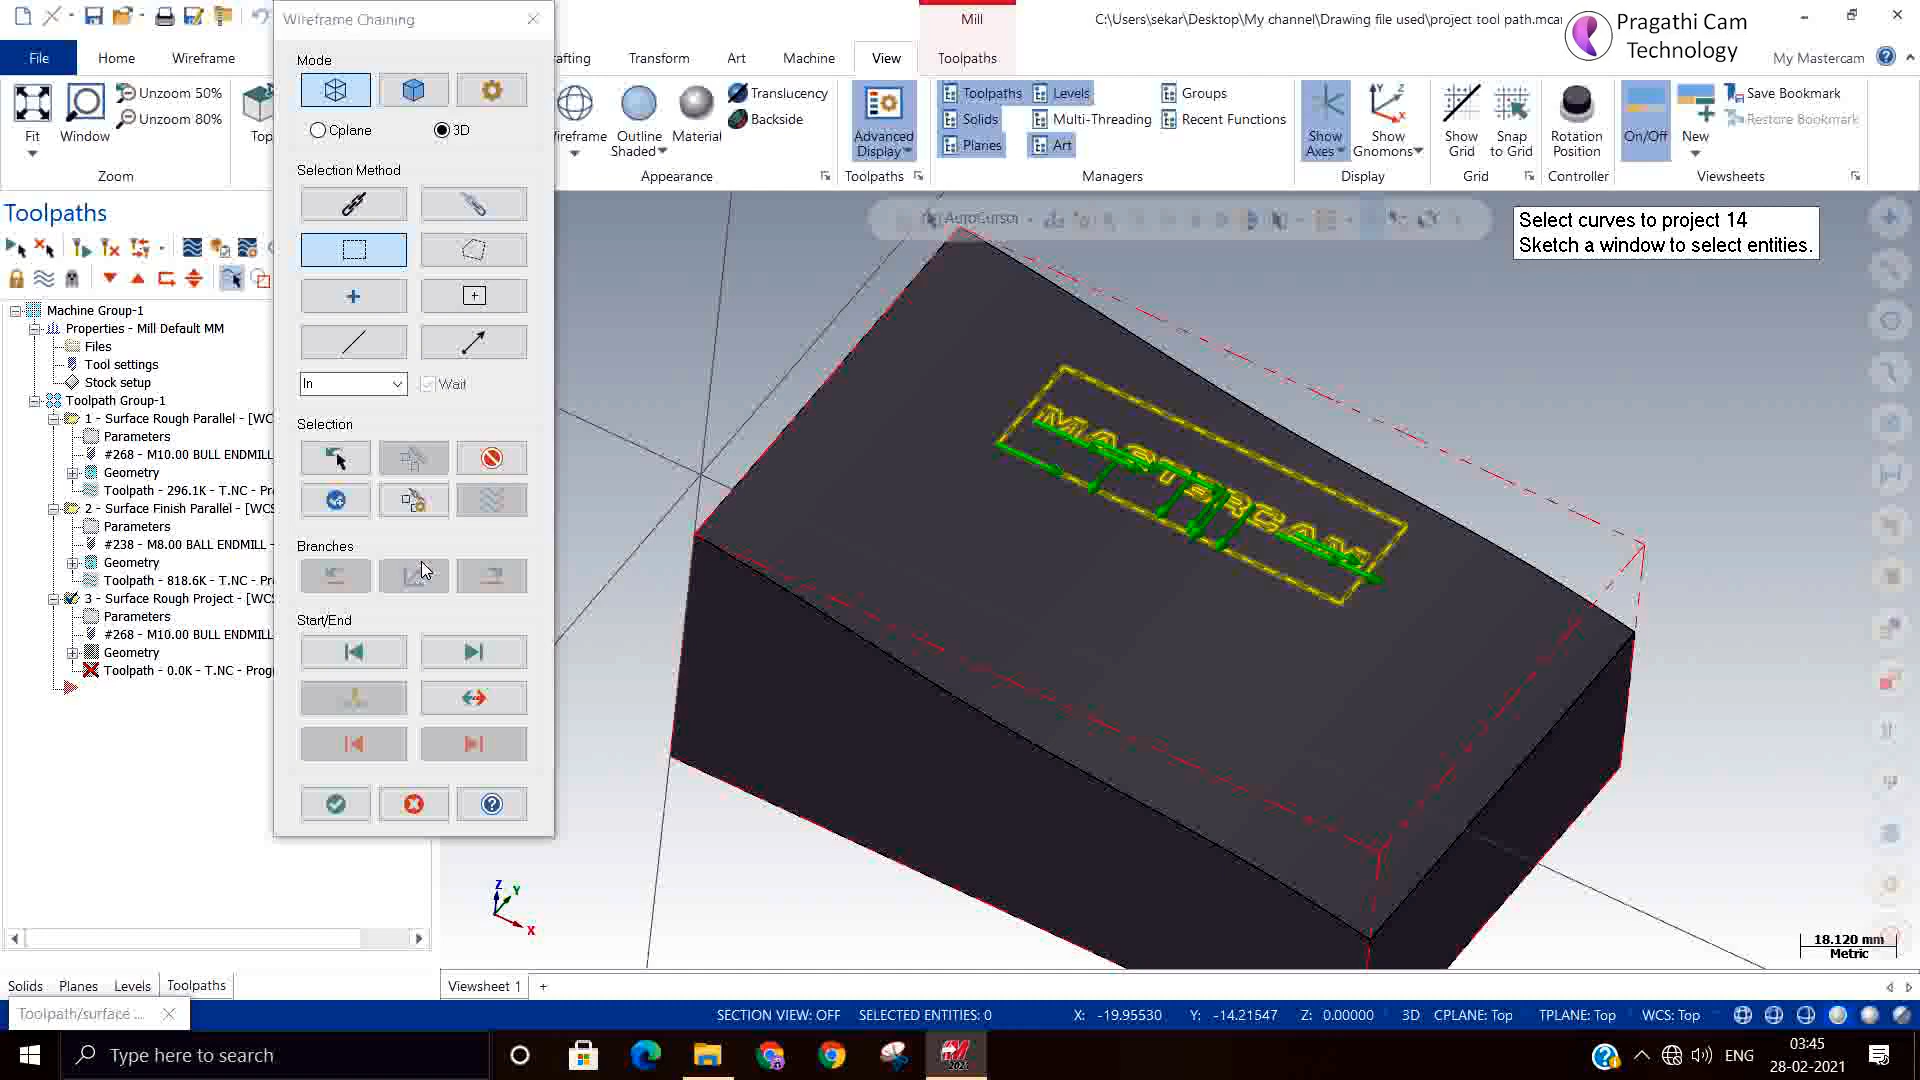 Wireframe Chaining
Mill
C:\Users\sekar\Desktop\My channel\Drawing file used\project tool path.mcar
Pragathi Cam
Technology
File
Home
Wireframe
afting
Transform
Art
Machine
View
Toolpaths
My Mastercam
Fit
Window
Unzoom 50%
Unzoom 80%
Top
Zoom
ireframe
Outline
Shaded
Material
Translucency
Backside
Appearance
Advanced
Display
Toolpaths
Toolpaths
Solids
Planes
Levels
Multi-Threading
Art
Groups
Recent Functions
Managers
Show
Axes
Show
Gnomons
Display
Show
Grid
Snap
to Grid
Grid
Rotation
Position
Controller
On/Off
New
Save Bookmark
Restore Bookmark
Viewsheets
Mode
Cplane
3D
Selection Method
In
Wait
Selection
Branches
Start/End
Toolpaths
Machine Group-1
Properties - Mill Default MM
Files
Tool settings
Stock setup
Toolpath Group-1
1 - Surface Rough Parallel - [WCS
Parameters
#268 - M10.00 BULL ENDMILL
Geometry
Toolpath - 296.1K - T.NC - Pr
2 - Surface Finish Parallel - [WCS
Parameters
#238 - M8.00 BALL ENDMILL -
Geometry
Toolpath - 818.6K - T.NC - Pr
3 - Surface Rough Project - [WCS
Parameters
#268 - M10.00 BULL ENDMILL
Geometry
Toolpath - 0.0K - T.NC - Prog
AutoCursor
Select curves to project 14
Sketch a window to select entities.
MASTERCAM
Z
Y
X
18.120 mm
Metric
Solids
Planes
Levels
Toolpaths
Viewsheet 1
+
Toolpath/surface ...
SECTION VIEW: OFF
SELECTED ENTITIES: 0
X: -19.95530
Y: -14.21547
Z: 0.00000
3D
CPLANE: Top
TPLANE: Top
WCS: Top
Type here to search
2021
ENG
03:45
28-02-2021